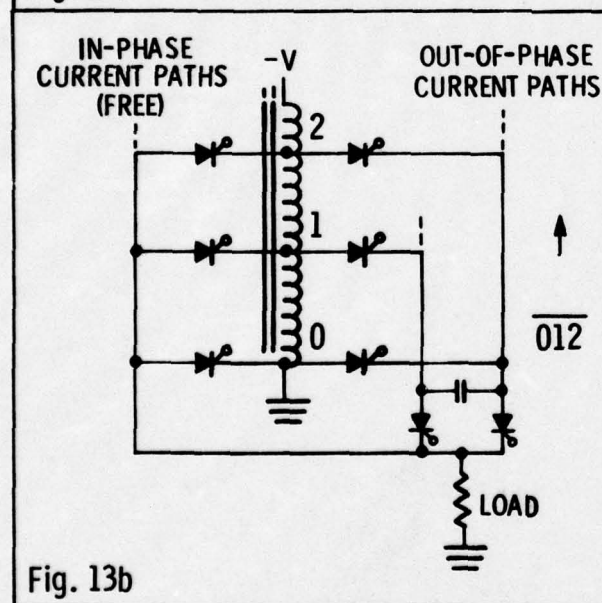 IN-PHASE
CURRENT PATHS
(FREE)
-V
OUT-OF-PHASE
CURRENT PATHS
2
1
0
012
LOAD
Fig. 13b